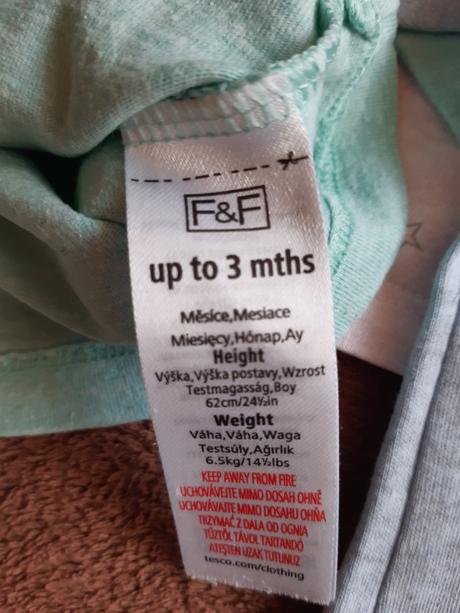 F&F
up to 3 mths
Měsíce,Mesiace
Miesięcy,Hónap,Ay
Height
Výška,Výška postavy,Wzrost
Testmagasság,Boy
62cm/24½in
Weight
Váha,Váha,Waga
Testsúly,Ağırlık
6.5kg/14½lbs
KEEP AWAY FROM FIRE
UCHOVÁVEJTE MIMO DOSAH OHNĚ
UCHOVÁVAJTE MIMO DOSAHU OHŇA
TRZYMAĆ Z DALA OD OGNIA
TŰZTŐL TÁVOL TARTANDÓ
ATEŞTEN UZAK TUTUNUZ
tesco.com/clothing